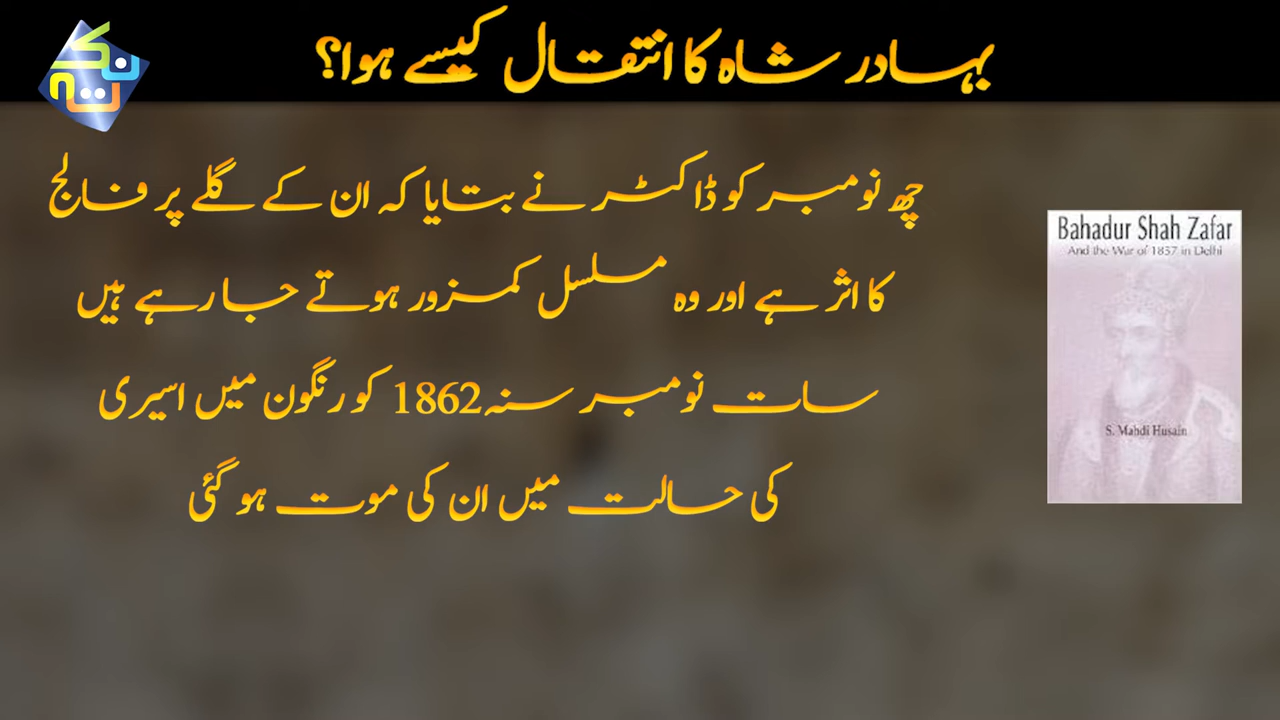 بہادر شاہ کا انتقال کیسے ہوا؟
چھ نومبر کو ڈاکٹر نے بتایا کہ ان کے گلے پر فالج
کا اثر ہے اور وہ مسلسل کمزور ہوتے جا رہے ہیں
سات نومبر سنہ 1862 کو رنگون میں اسیری
کی حالت میں ان کی موت ہو گئی
Bahadur Shah Zafar
And the War of 1857 in Delhi
S. Mahdi Husain